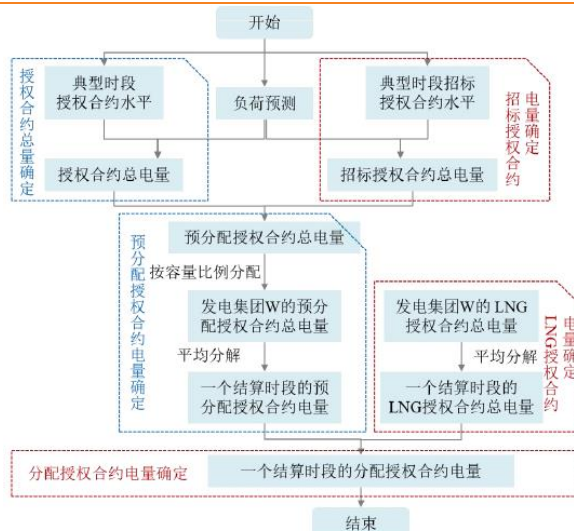 开始
授权合约总量确定
典型时段
授权合约水平
负荷预测
典型时段招标
授权合约水平
招标授权合约
电量确定
授权合约总电量
招标授权合约总电量
预分配授权合约电量确定
预分配授权合约总电量
按容量比例分配
发电集团W的预分
配授权合约总电量
发电集团W的 LNG
授权合约总电量
LNG授权合约
电量确定
平均分解
平均分解
一个结算时段的预
分配授权合约电量
一个结算时段的
LNG授权合约总电量
分配授权合约电量确定
一个结算时段的分配授权合约电量
结束